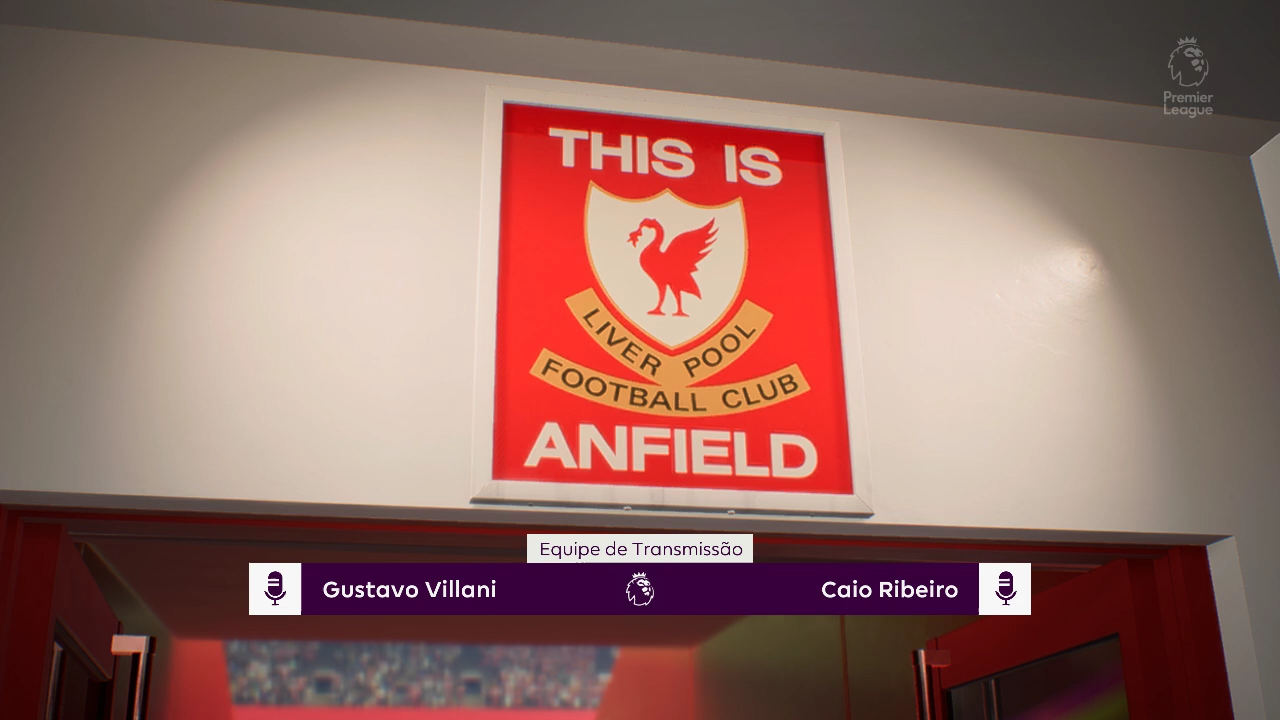 Premier
League
THIS IS
LIVER POOL
FOOTBALL CLUB
ANFIELD
Equipe de Transmissão
Gustavo Villani
Caio Ribeiro